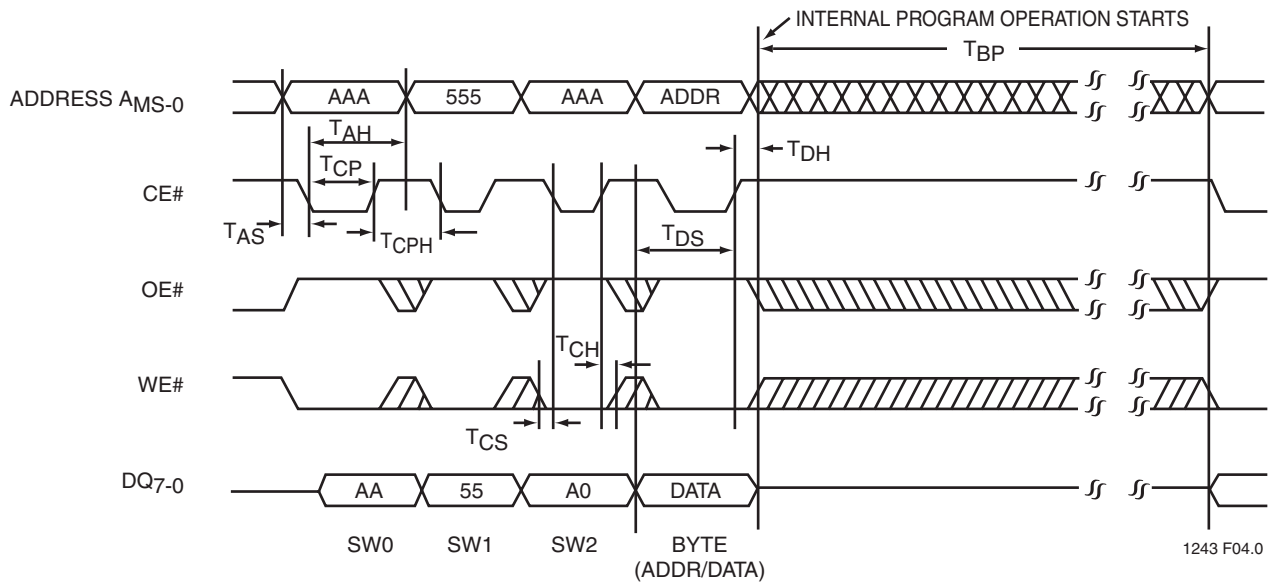 INTERNAL PROGRAM OPERATION STARTS
TBP
ADDRESS AMS-0
AAA
555
AAA
ADDR
TAH
TDH
TCP
CE#
TAS
TCPH
TDS
OE#
TCH
WE#
TCS
DQ7-0
AA
55
A0
DATA
SW0
SW1
SW2
BYTE
(ADDR/DATA)
1243 F04.0